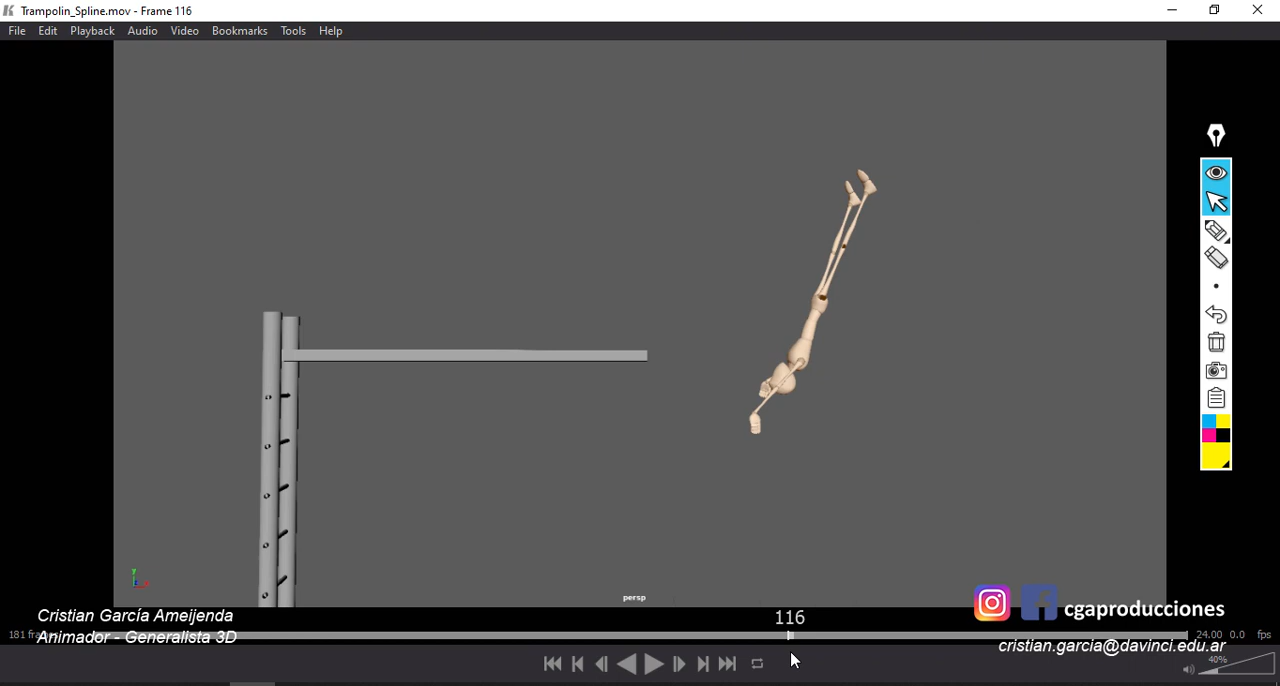 Trampolin_Spline.mov - Frame 116
File Edit Playback Audio Video Bookmarks Tools Help
persp
116
Cristian García Ameijenda
Animador - Generalista 3D
cgaproducciones
181
24.00 0.0 fps
cristian.garcia@davinci.edu.ar
40%